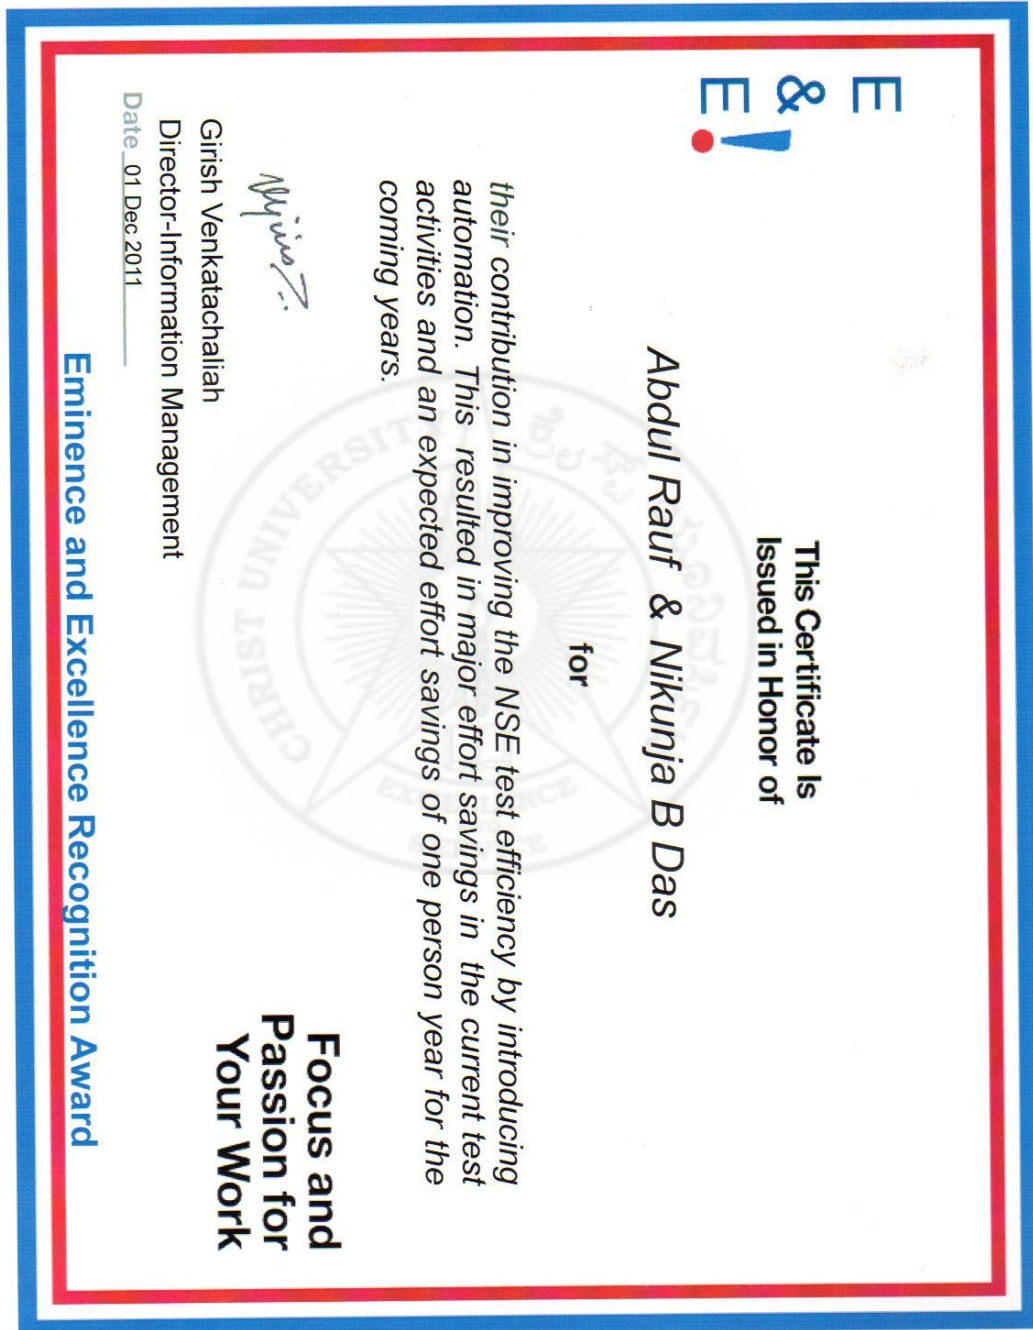 E
&
E!
This Certificate Is
Issued in Honor of
Abdul Rauf & Nikunja B Das
for
their contribution in improving the NSE test efficiency by introducing
automation. This resulted in major effort savings in the current test
activities and an expected effort savings of one person year for the
coming years.
Girish Venkatachaliah
Director-Information Management
Date 01 Dec 2011
Focus and
Passion for
Your Work
Eminence and Excellence Recognition Award
CHRIST UNIVERSITY
EXCELLENCE